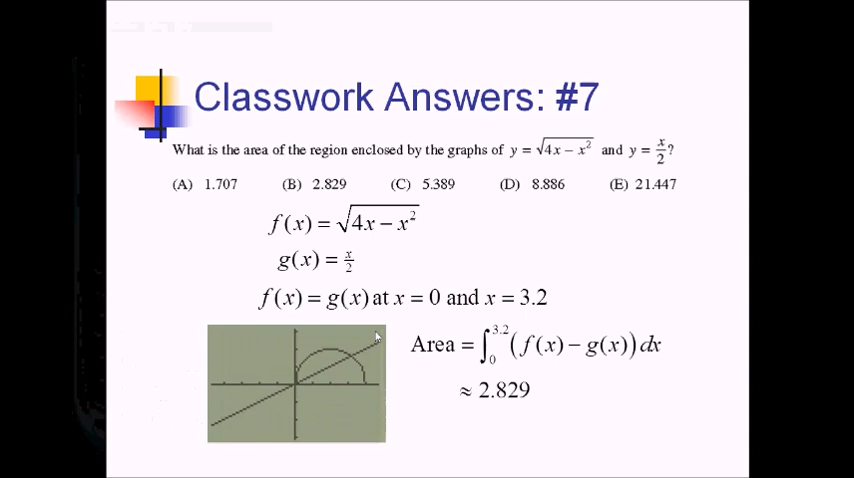 Classwork Answers: #7
What is the area of the region enclosed by the graphs of y = √(4x − x²) and y = x/2?
(A) 1.707 (B) 2.829 (C) 5.389 (D) 8.886 (E) 21.447
f(x) = √(4x − x²)
g(x) = x/2
f(x) = g(x) at x = 0 and x = 3.2
Area = ∫₀^3.2 (f(x) − g(x)) dx
≈ 2.829